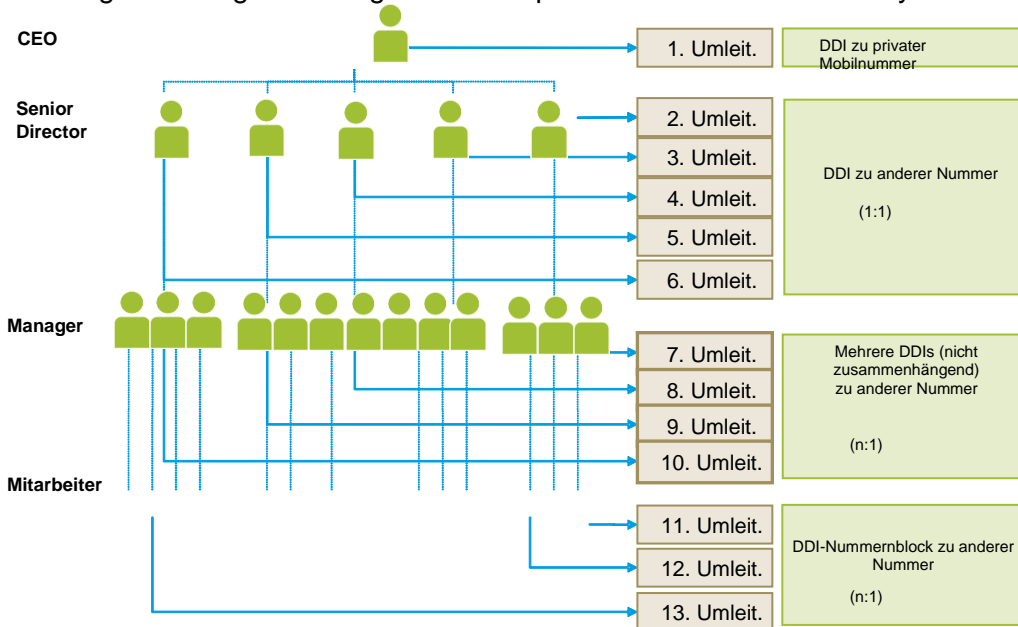 CEO
1. Umleit.
DDI zu privater
Mobilnummer
Senior
Director
2. Umleit.
3. Umleit.
4. Umleit.
5. Umleit.
6. Umleit.
DDI zu anderer Nummer
(1:1)
Manager
7. Umleit.
8. Umleit.
9. Umleit.
10. Umleit.
Mehrere DDIs (nicht
zusammenhängend)
zu anderer Nummer
(n:1)
Mitarbeiter
11. Umleit.
12. Umleit.
13. Umleit.
DDI-Nummernblock zu anderer
Nummer
(n:1)